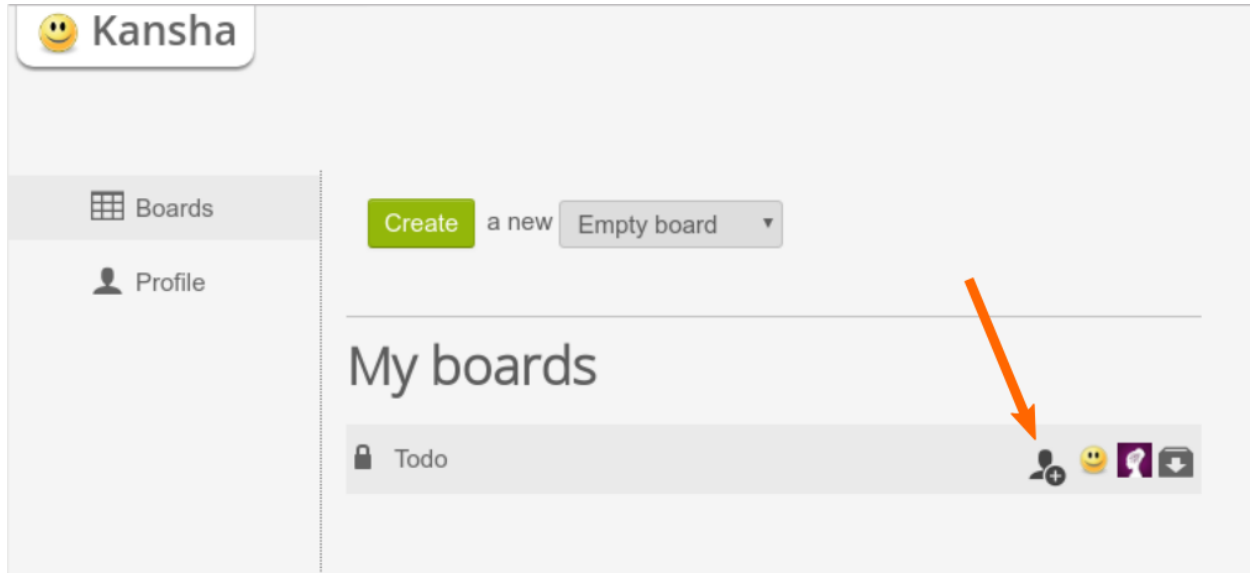 Kansha
Boards
Profile
Create a new Empty board
My boards
Todo